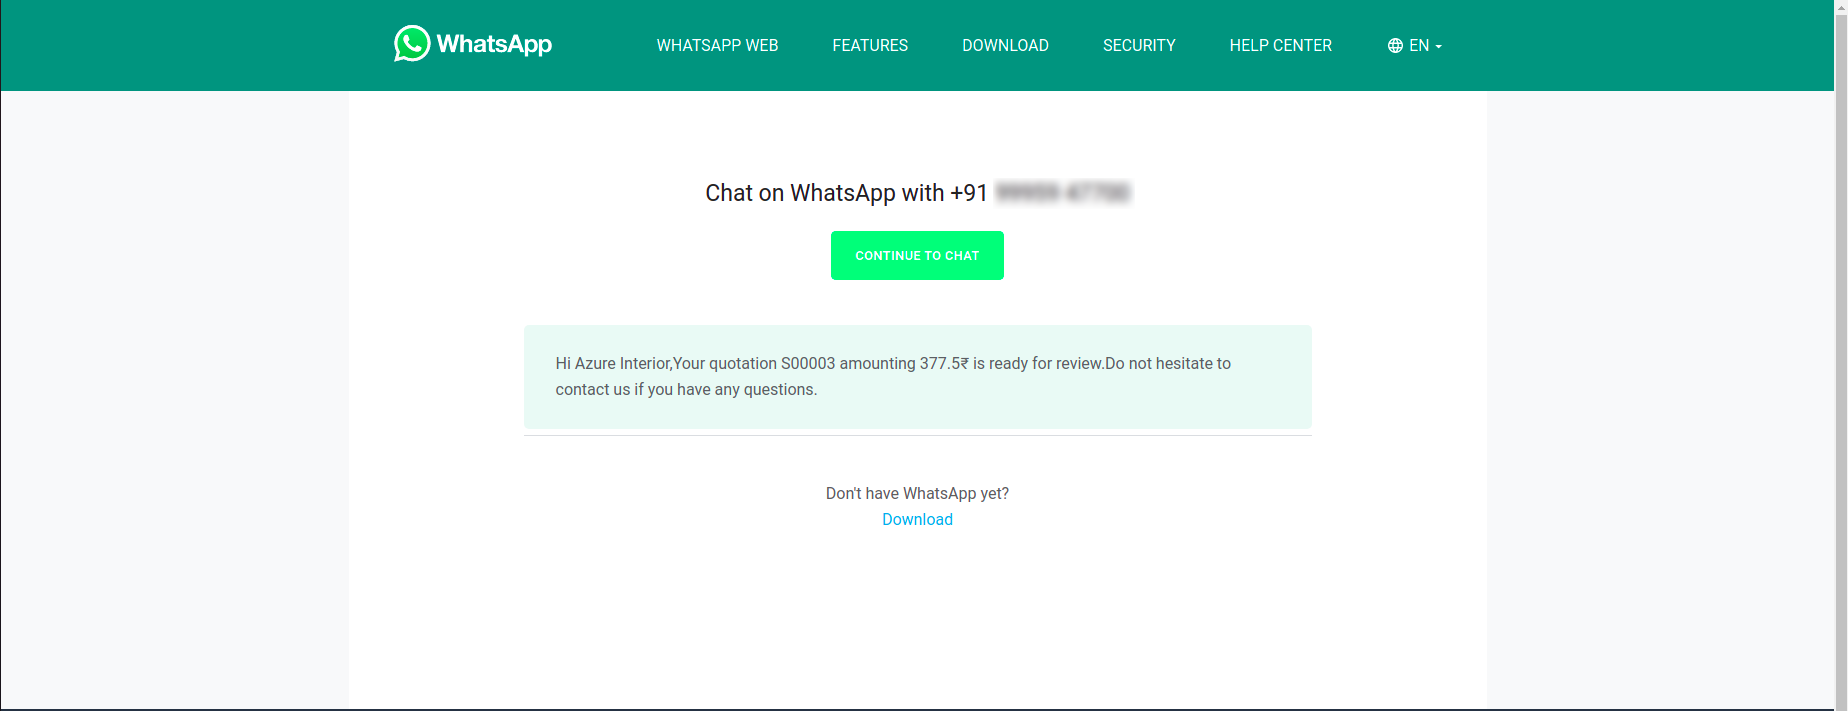 WhatsApp
WHATSAPP WEB FEATURES DOWNLOAD SECURITY HELP CENTER EN
Chat on WhatsApp with +91
CONTINUE TO CHAT
Hi Azure Interior,Your quotation S00003 amounting 377.5₹ is ready for review.Do not hesitate to
contact us if you have any questions.
Don't have WhatsApp yet?
Download